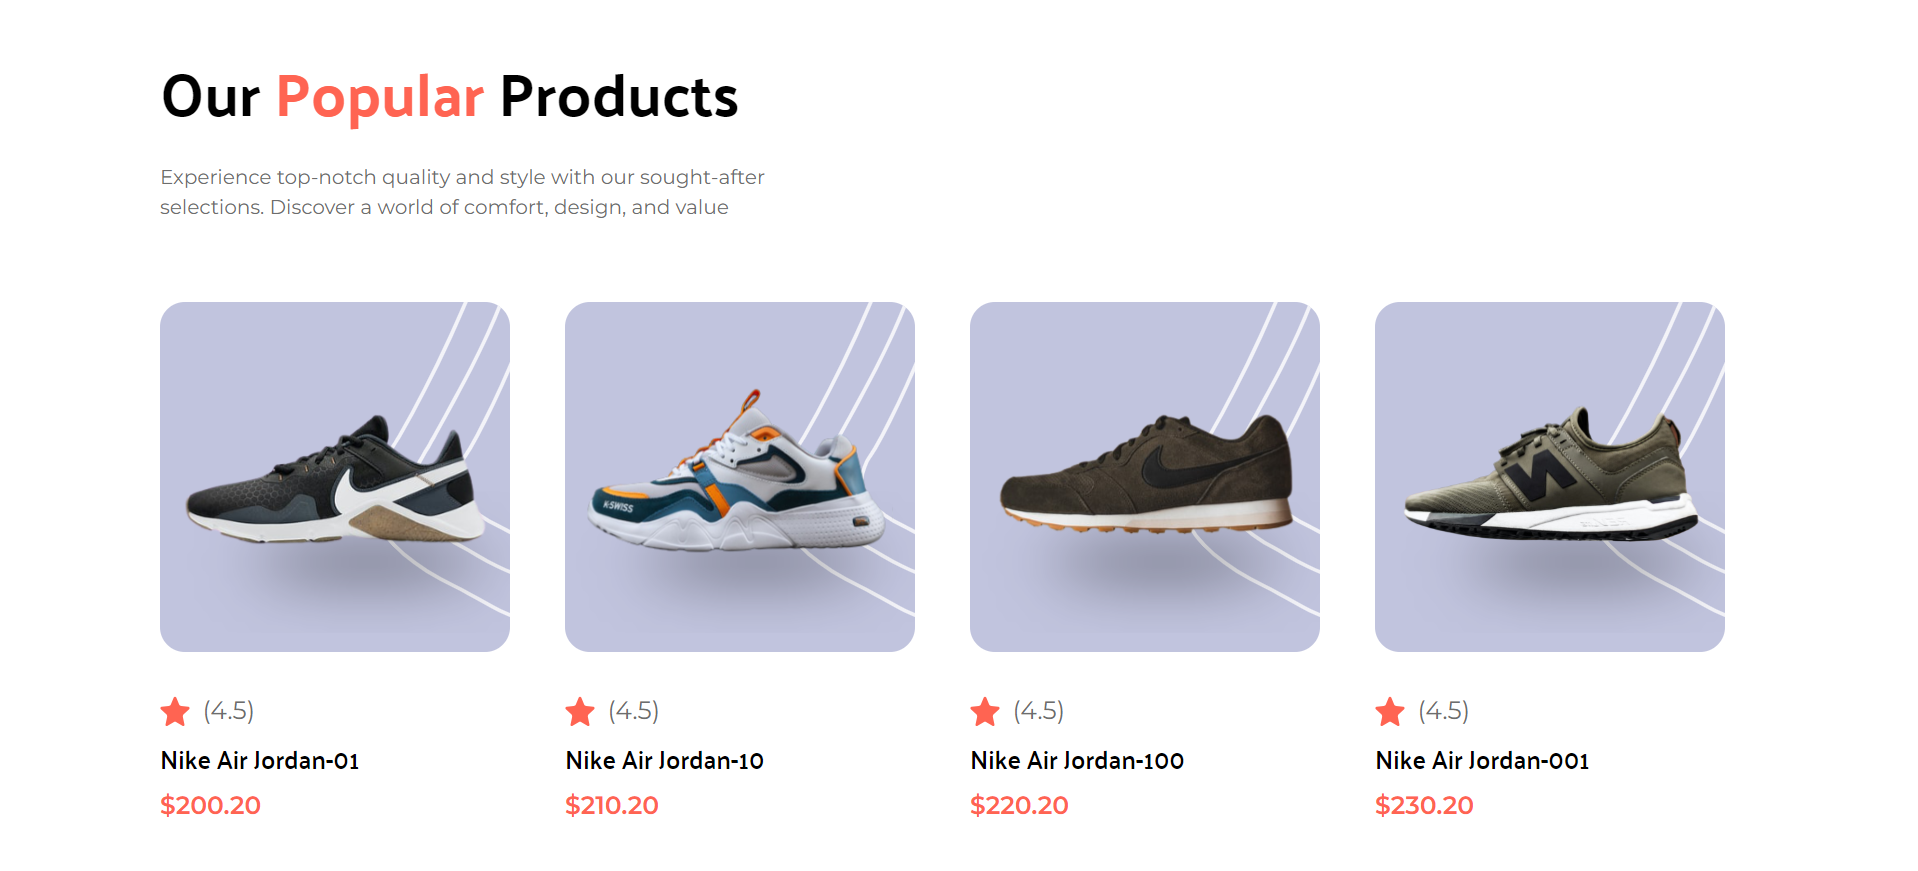 Our Popular Products
Experience top-notch quality and style with our sought-after
selections. Discover a world of comfort, design, and value
K·SWISS
(4.5)
Nike Air Jordan-01
$200.20
(4.5)
Nike Air Jordan-10
$210.20
(4.5)
Nike Air Jordan-100
$220.20
(4.5)
Nike Air Jordan-001
$230.20